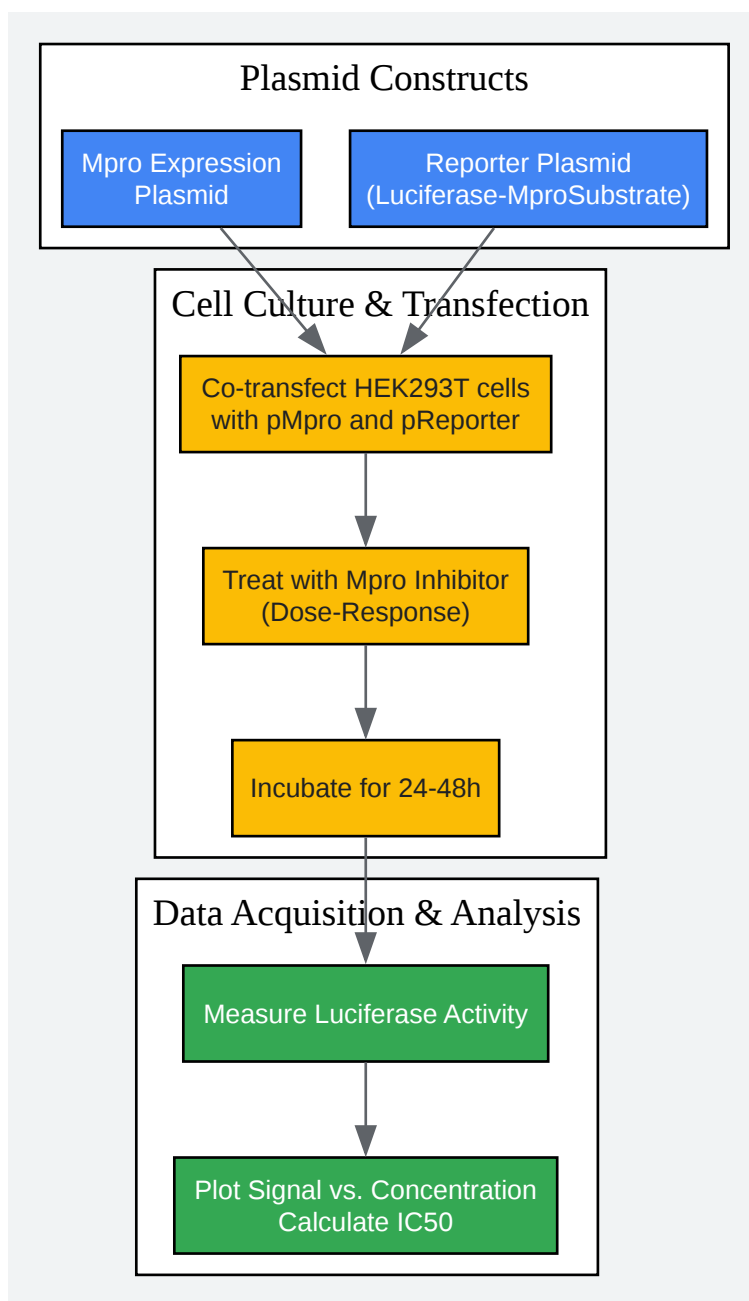 Plasmid Constructs
Mpro Expression
Plasmid
Reporter Plasmid
(Luciferase-MproSubstrate)
Cell Culture & Transfection
Co-transfect HEK293T cells
with pMpro and pReporter
Treat with Mpro Inhibitor
(Dose-Response)
Incubate for 24-48h
Data Acquisition & Analysis
Measure Luciferase Activity
Plot Signal vs. Concentration
Calculate IC50